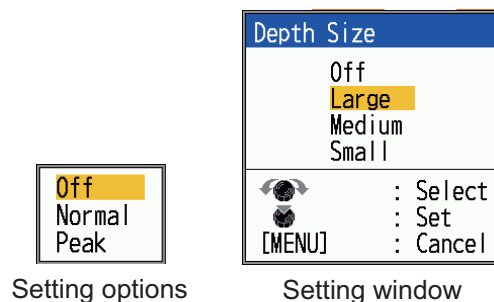 Off
Normal
Peak
Setting options
Depth Size
Off
Large
Medium
Small
: Select
: Set
[MENU] : Cancel
Setting window